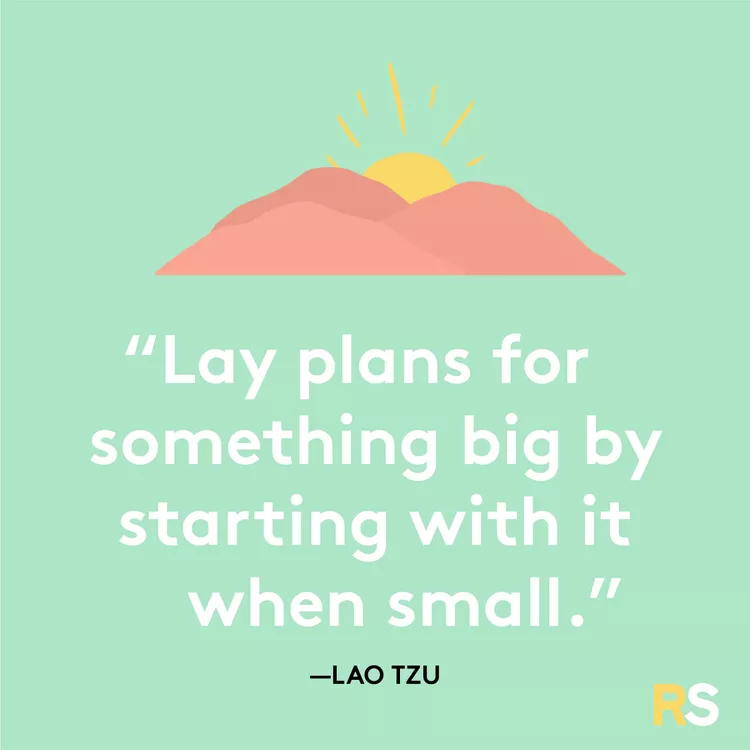 “Lay plans for
something big by
starting with it
when small.”
—LAO TZU
RS